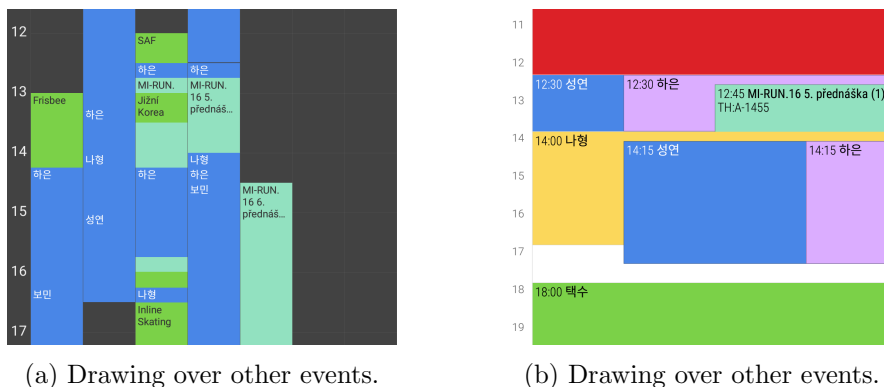 12
13
14
15
16
17
Frisbee
하은
보민
하은
나형
성연
SAF
하은
MI-RUN.
Jižní
Korea
하은
나형
Inline
Skating
하은
MI-RUN.
16 5.
přednáš...
나형
하은
보민
MI-RUN.
16 6.
přednáš...
(a) Drawing over other events.
11
12
13
14
15
16
17
18
19
12:30 성연
12:30 하은
12:45 MI-RUN.16 5. přednáška (1)
TH:A-1455
14:00 나형
14:15 성연
14:15 하은
18:00 택수
(b) Drawing over other events.